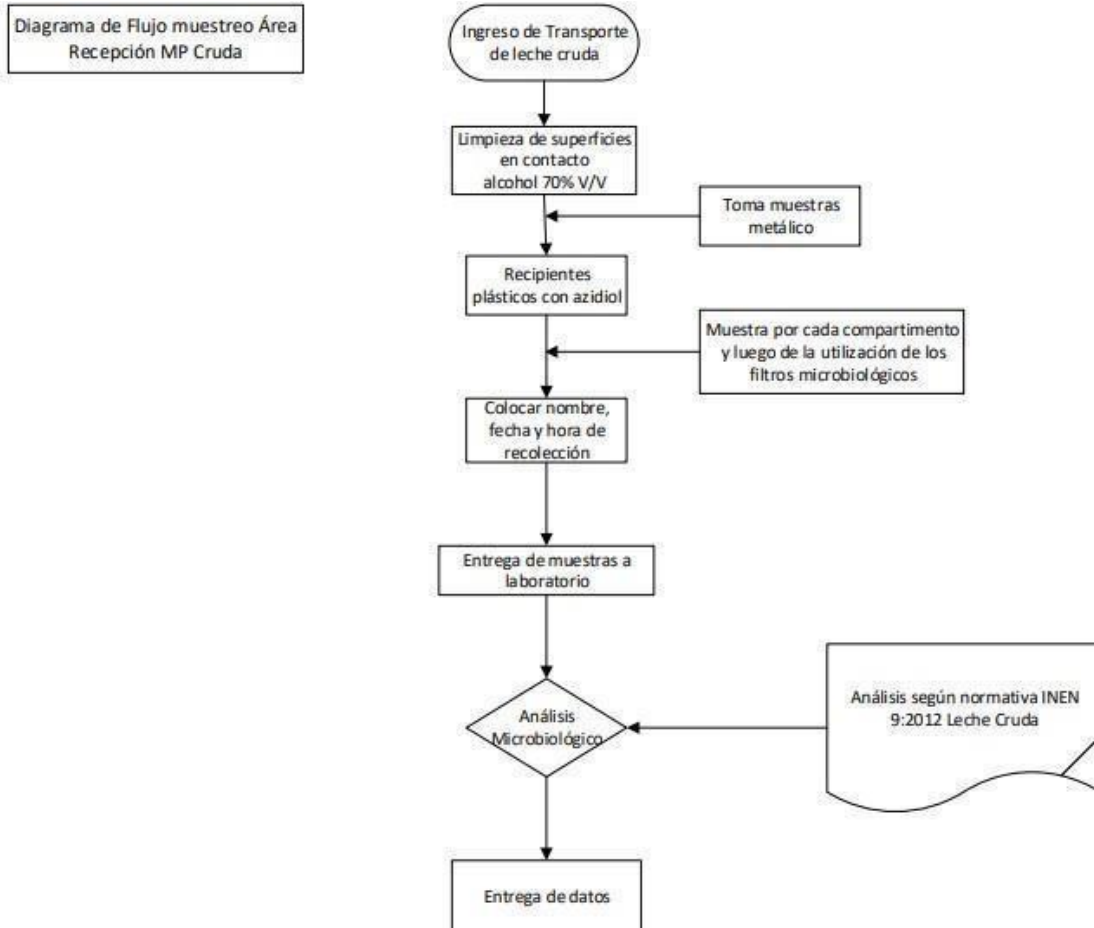 Diagrama de Flujo muestreo Área
Recepción MP Cruda
Ingreso de Transporte
de leche cruda
Limpieza de superficies
en contacto
alcohol 70% V/V
Toma muestras
metálico
Recipientes
plásticos con azidiol
Muestra por cada compartimento
y luego de la utilización de los
filtros microbiológicos
Colocar nombre,
fecha y hora de
recolección
Entrega de muestras a
laboratorio
Análisis
Microbiológico
Análisis según normativa INEN
9:2012 Leche Cruda
Entrega de datos